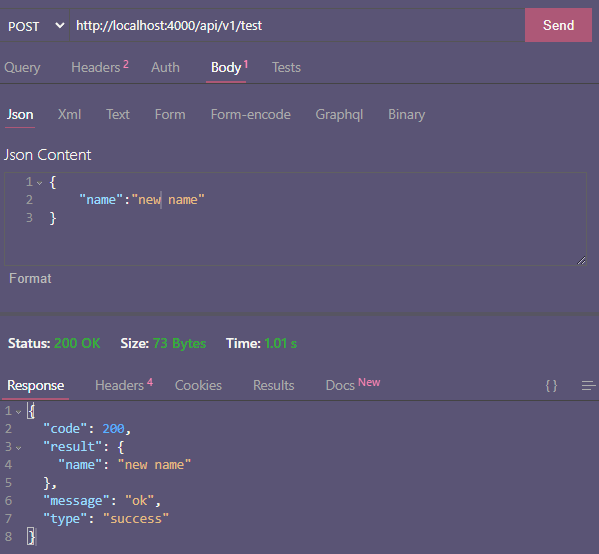 POST http://localhost:4000/api/v1/test Send
Query Headers 2 Auth Body 1 Tests
Json Xml Text Form Form-encode Graphql Binary
Json Content
1 {
2 "name":"new name"
3 }
Format
Status: 200 OK Size: 73 Bytes Time: 1.01 s
Response Headers 4 Cookies Results Docs New { }
1 {
2 "code": 200,
3 "result": {
4 "name": "new name"
5 },
6 "message": "ok",
7 "type": "success"
8 }